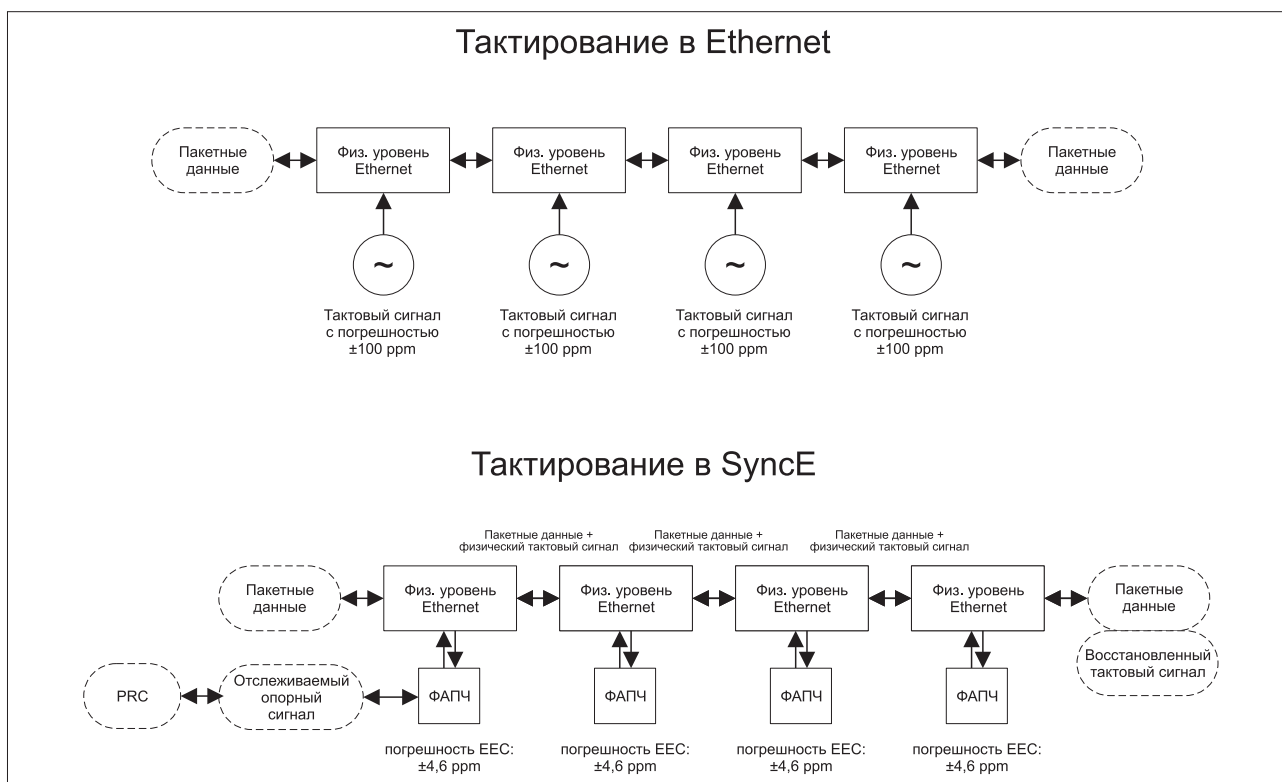 Тактирование в Ethernet
Пакетные
данные
Физ. уровень
Ethernet
Физ. уровень
Ethernet
Физ. уровень
Ethernet
Физ. уровень
Ethernet
Пакетные
данные
~
~
~
~
Тактовый сигнал
с погрешностью
±100 ppm
Тактовый сигнал
с погрешностью
±100 ppm
Тактовый сигнал
с погрешностью
±100 ppm
Тактовый сигнал
с погрешностью
±100 ppm
Тактирование в SyncE
Пакетные данные +
физический тактовый сигнал
Пакетные данные +
физический тактовый сигнал
Пакетные данные +
физический тактовый сигнал
Пакетные
данные
Физ. уровень
Ethernet
Физ. уровень
Ethernet
Физ. уровень
Ethernet
Физ. уровень
Ethernet
Пакетные
данные
Восстановленный
тактовый сигнал
PRC
Отслеживаемый
опорный
сигнал
ФАПЧ
ФАПЧ
ФАПЧ
ФАПЧ
погрешность EEC:
±4,6 ppm
погрешность EEC:
±4,6 ppm
погрешность EEC:
±4,6 ppm
погрешность EEC:
±4,6 ppm